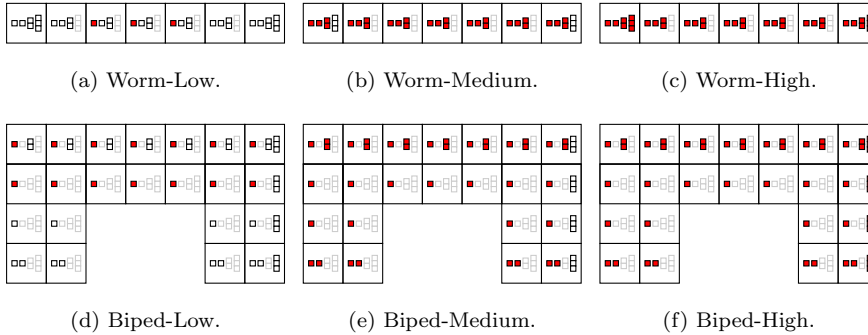 (a) Worm-Low.
(b) Worm-Medium.
(c) Worm-High.
(d) Biped-Low.
(e) Biped-Medium.
(f) Biped-High.